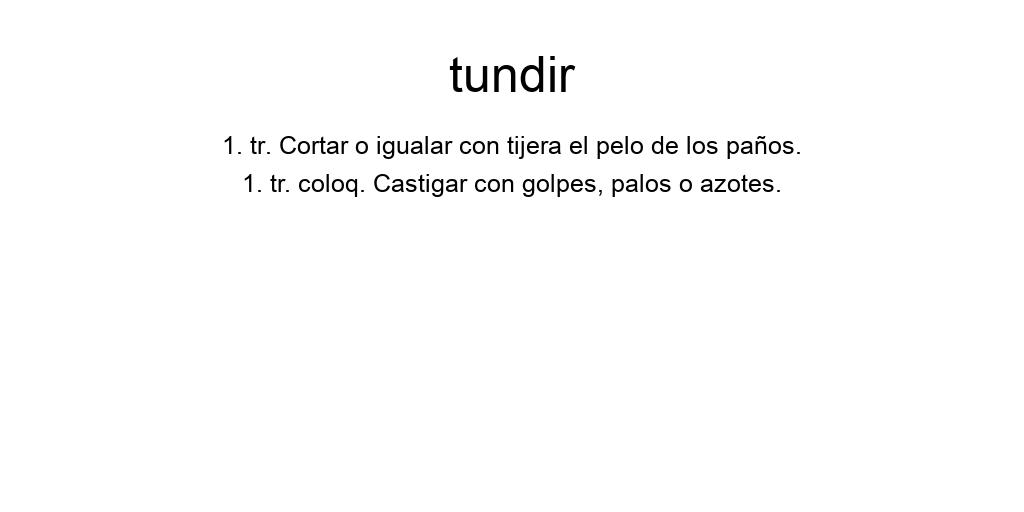 tundir
1. tr. Cortar o igualar con tijera el pelo de los paños.
1. tr. coloq. Castigar con golpes, palos o azotes.